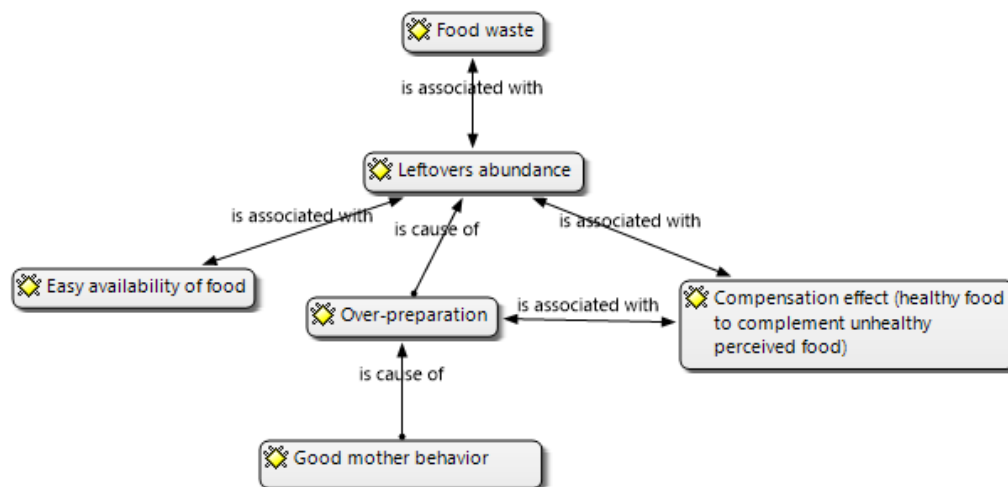 Food waste
is associated with
Leftovers abundance
is associated with
is cause of
is associated with
Easy availability of food
Over-preparation
is associated with
Compensation effect (healthy food
to complement unhealthy
perceived food)
is cause of
Good mother behavior